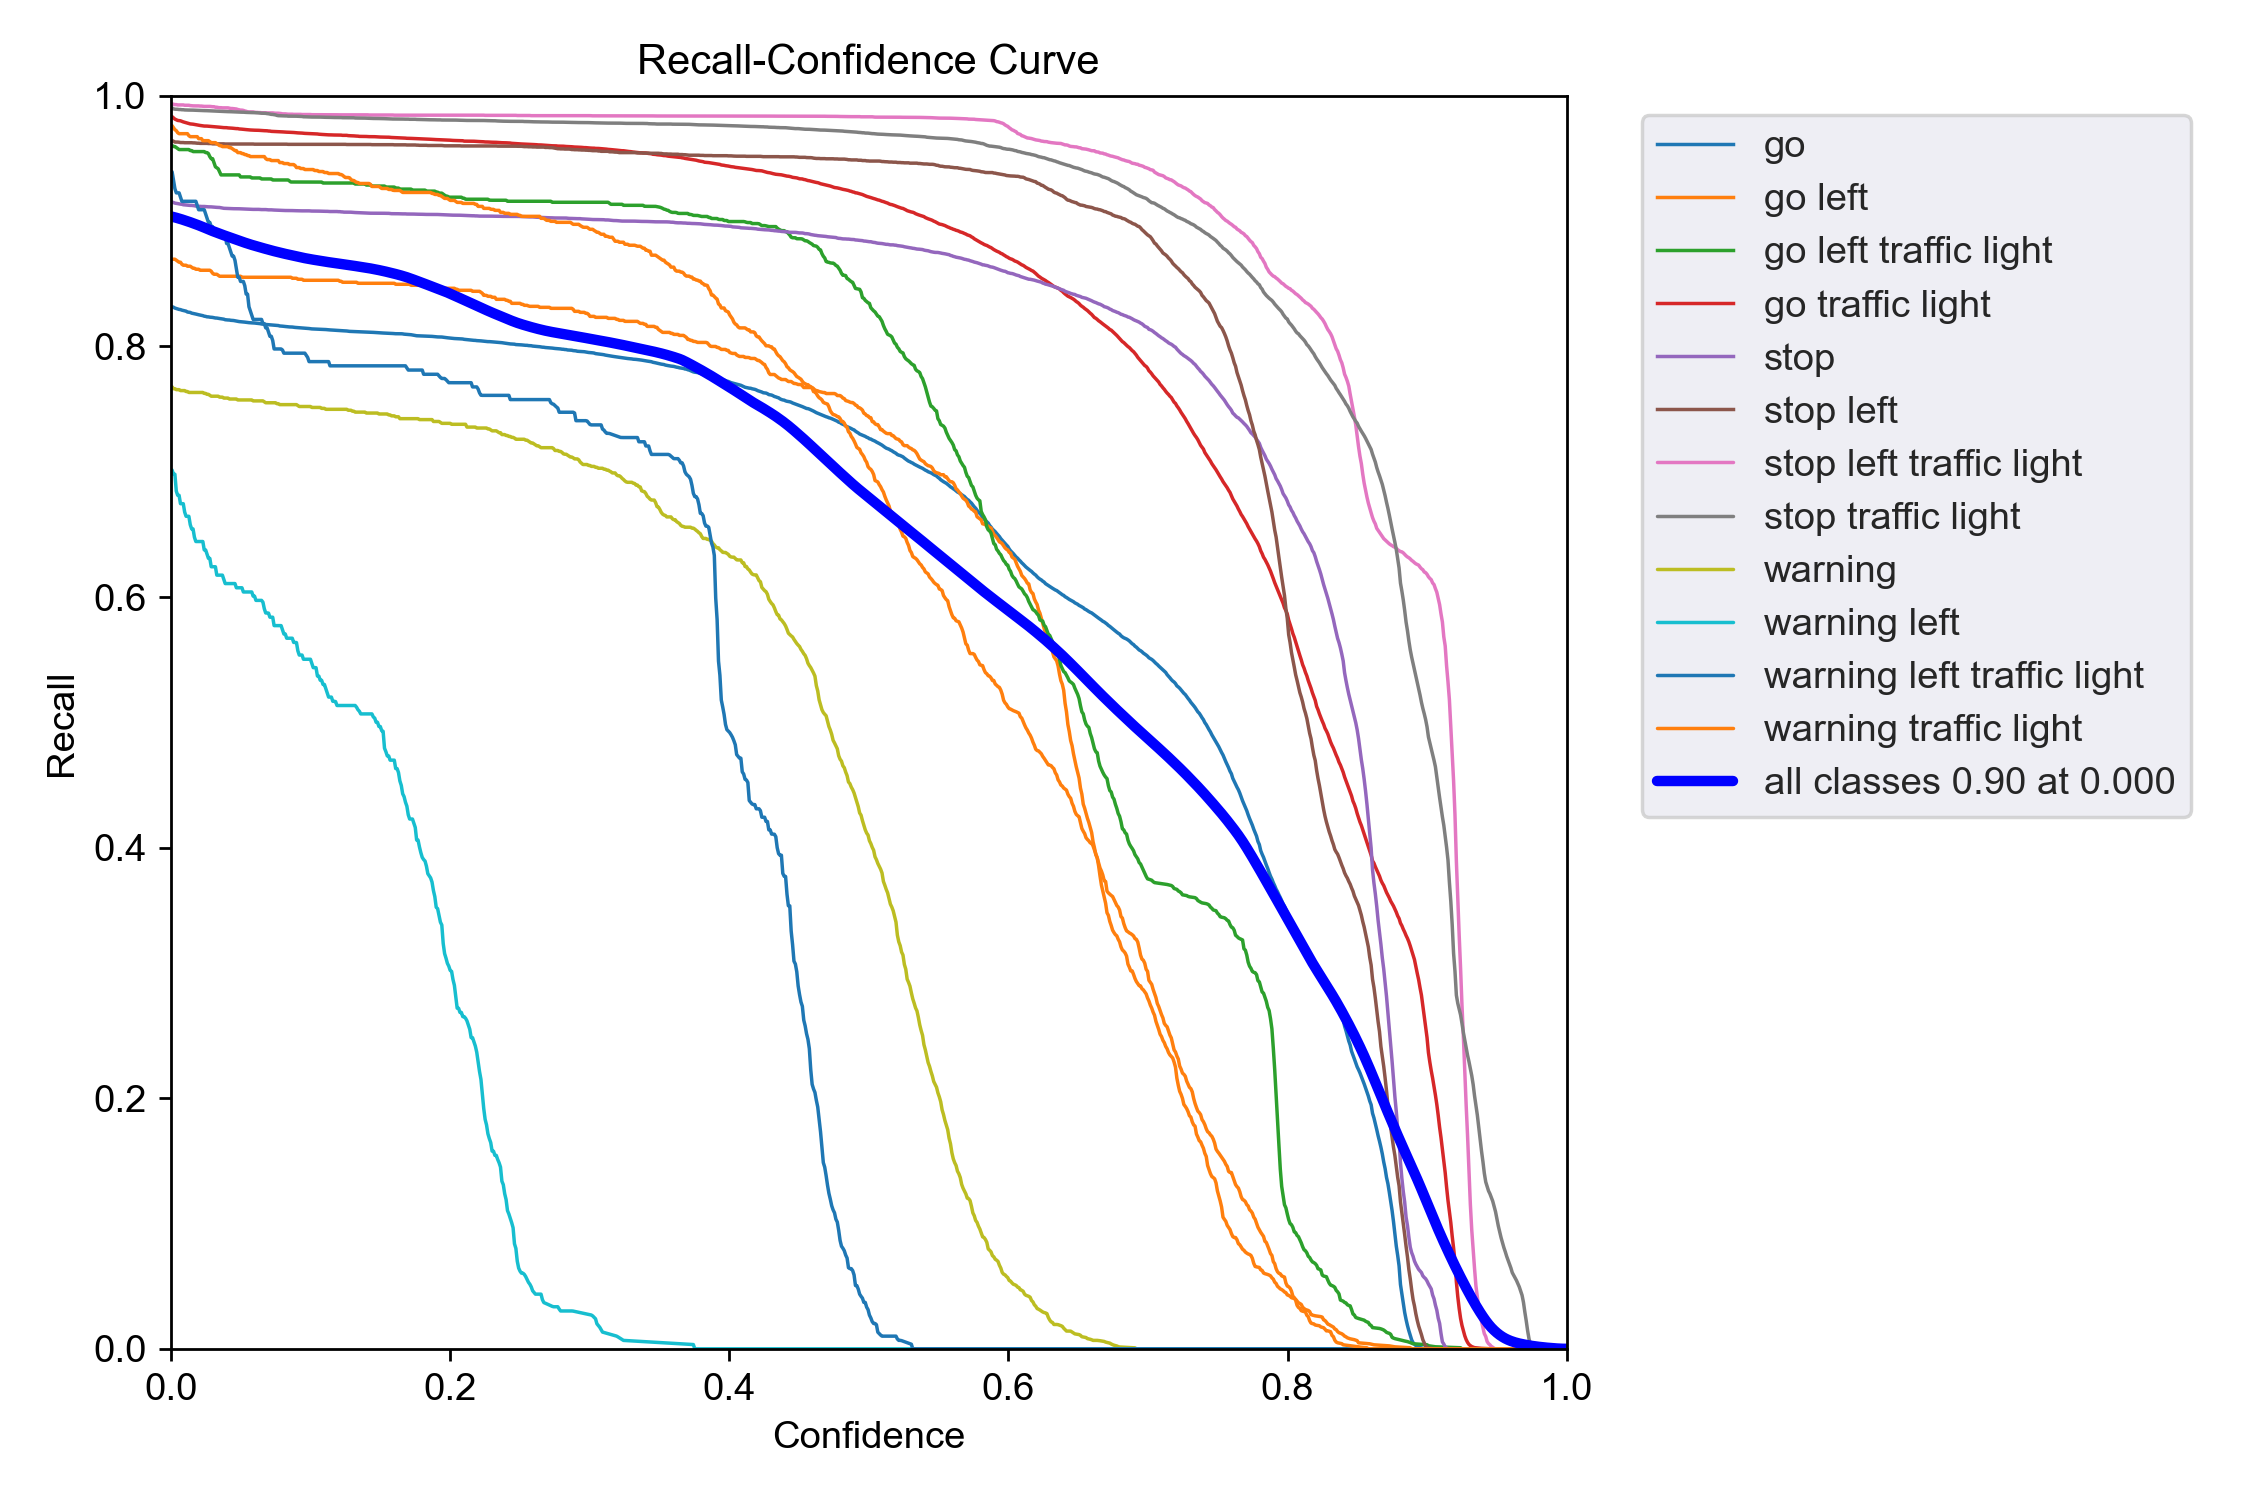 Recall-Confidence Curve
1.0
0.8
0.6
0.4
0.2
0.0
Recall
0.0 0.2 0.4 0.6 0.8 1.0
Confidence
go
go left
go left traffic light
go traffic light
stop
stop left
stop left traffic light
stop traffic light
warning
warning left
warning left traffic light
warning traffic light
all classes 0.90 at 0.000